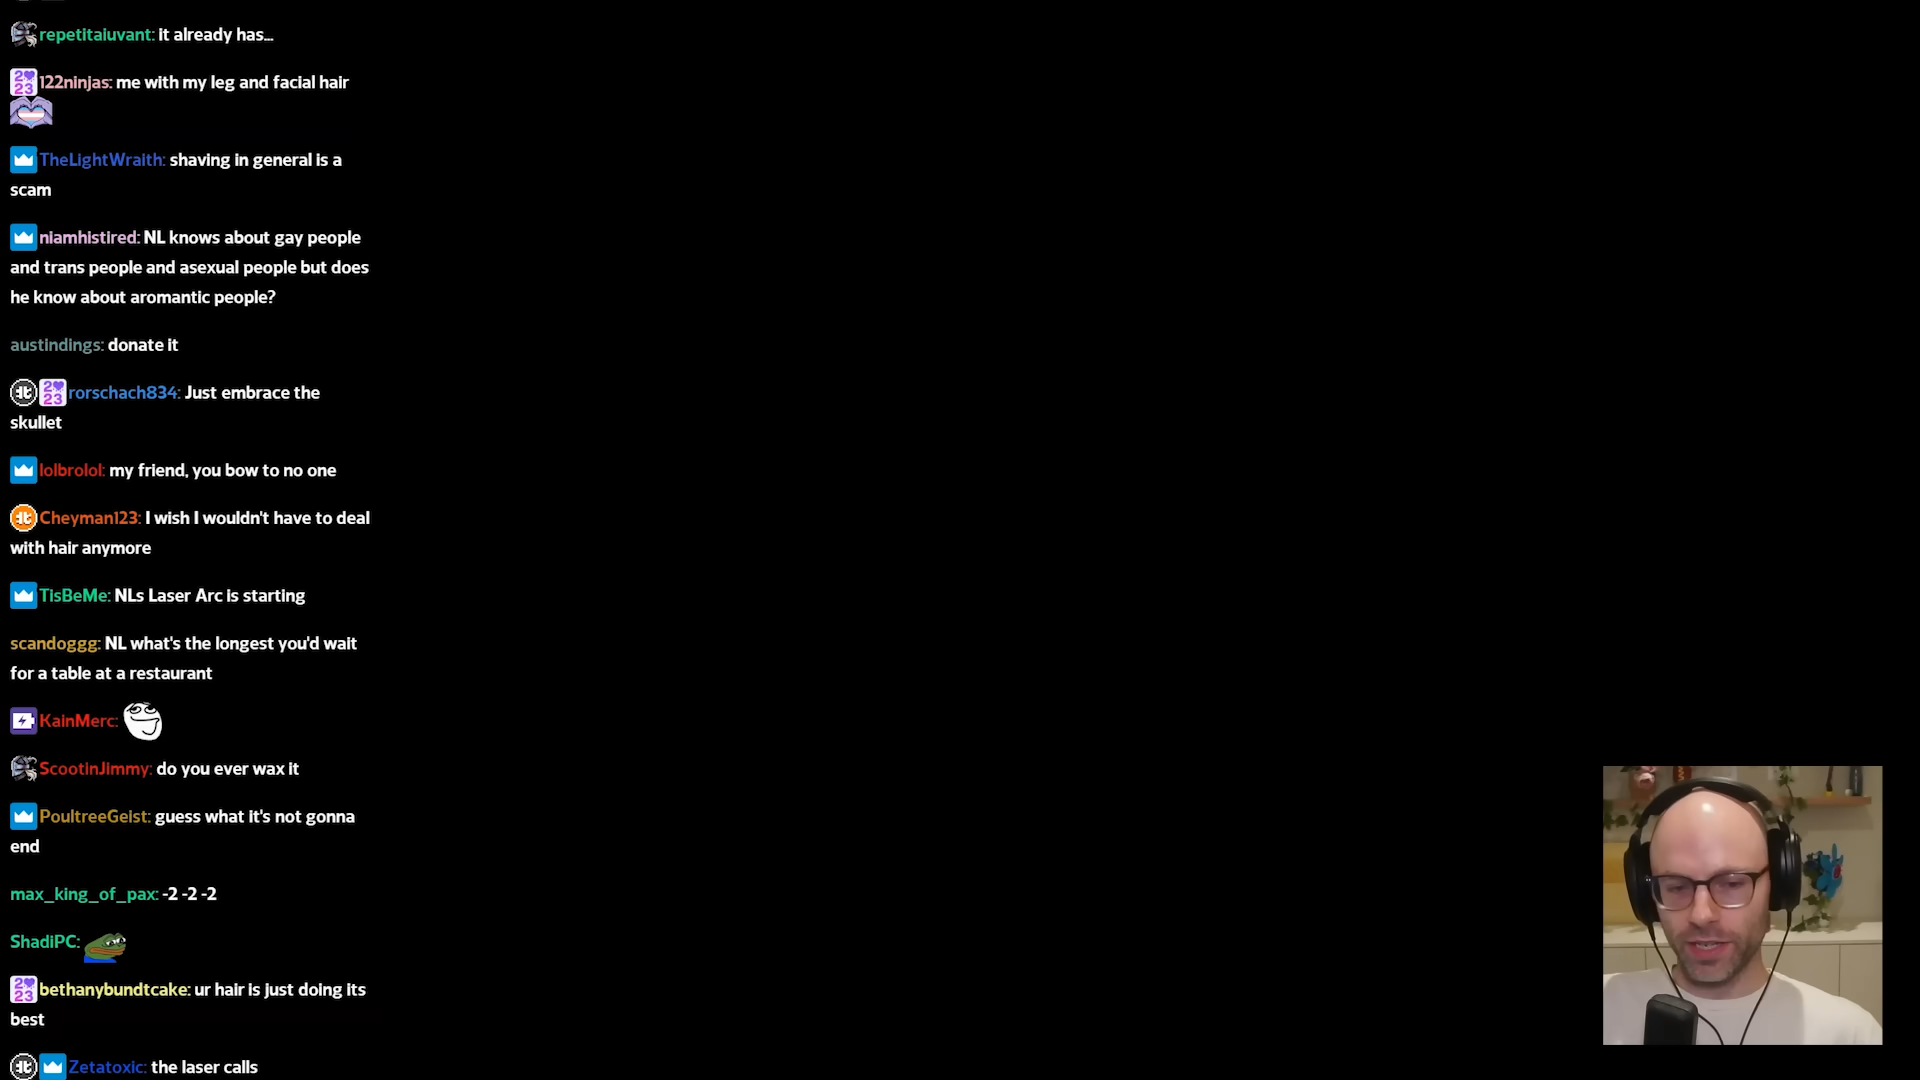 repetitaiuvant: it already has...
122ninjas: me with my leg and facial hair
TheLightWraith: shaving in general is a
scam
niamhistired: NL knows about gay people
and trans people and asexual people but does
he know about aromantic people?
austindings: donate it
rorschach834: Just embrace the
skullet
lolbrolol: my friend, you bow to no one
Cheyman123: I wish I wouldn't have to deal
with hair anymore
TisBeMe: NLs Laser Arc is starting
scandoggg: NL what's the longest you'd wait
for a table at a restaurant
KainMerc:
ScootinJimmy: do you ever wax it
PoultreeGeist: guess what it's not gonna
end
max_king_of_pax: -2 -2 -2
ShadiPC:
bethanybundtcake: ur hair is just doing its
best
Zetatoxic: the laser calls